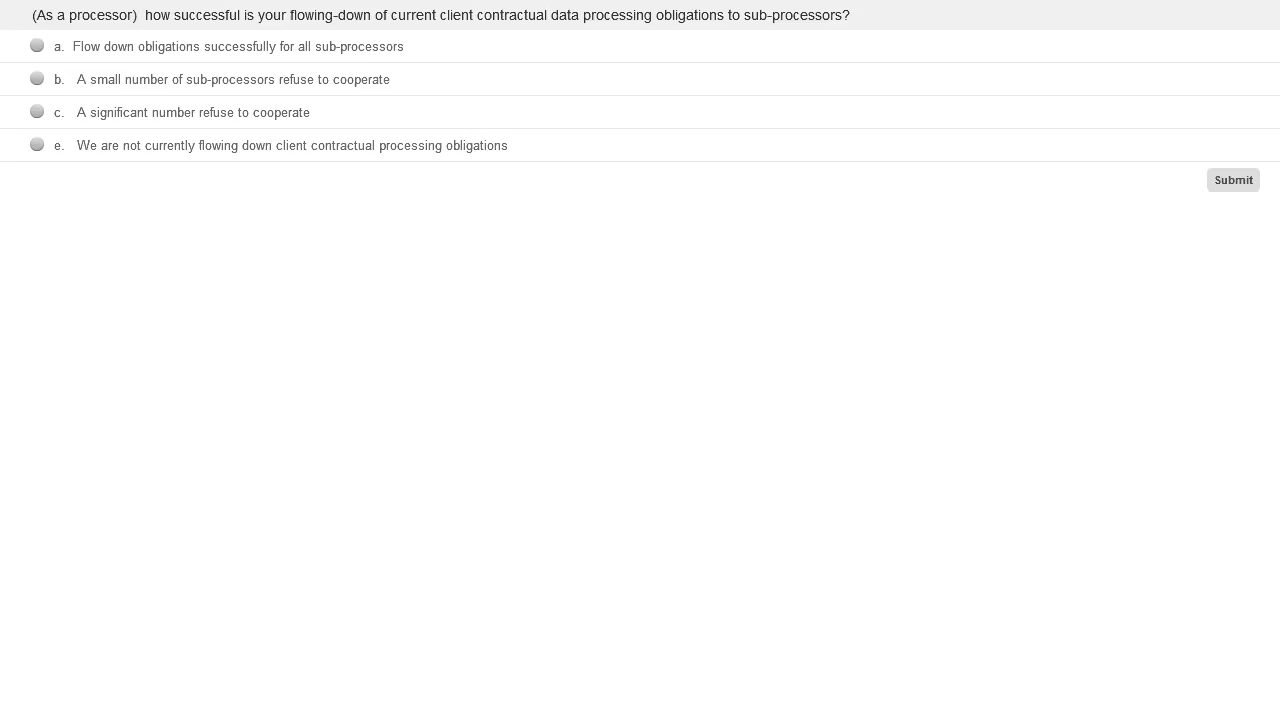 (As a processor)  how successful is your flowing-down of current client contractual data processing obligations to sub-processors?
a.  Flow down obligations successfully for all sub-processors
b.   A small number of sub-processors refuse to cooperate
c.   A significant number refuse to cooperate
e.   We are not currently flowing down client contractual processing obligations
Submit